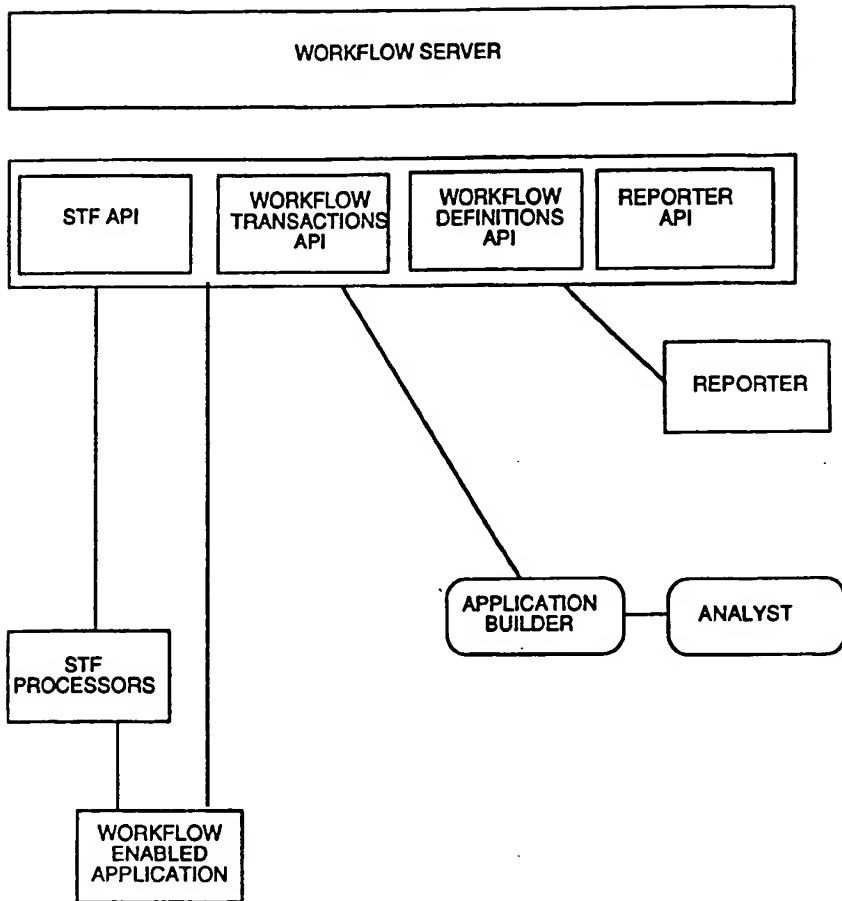 WORKFLOW SERVER
STF API
WORKFLOW
TRANSACTIONS
API
WORKFLOW
DEFINITIONS
API
REPORTER
API
REPORTER
APPLICATION
BUILDER
ANALYST
STF
PROCESSORS
WORKFLOW
ENABLED
APPLICATION